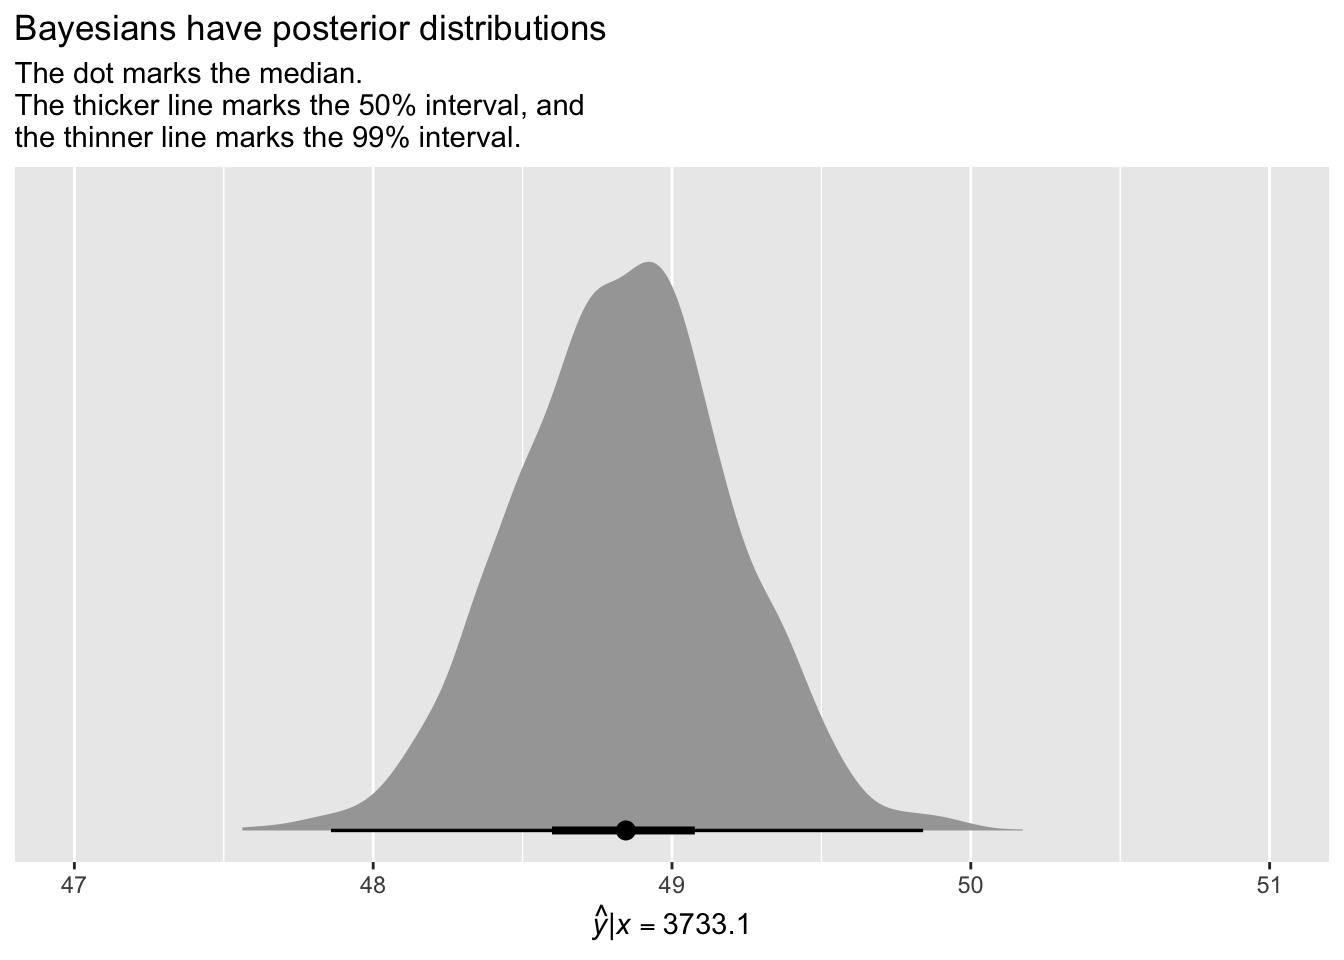 Bayesians have posterior distributions
The dot marks the median.
The thicker line marks the 50% interval, and
the thinner line marks the 99% interval.
47 48 49 50 51
ŷ|x = 3733.1